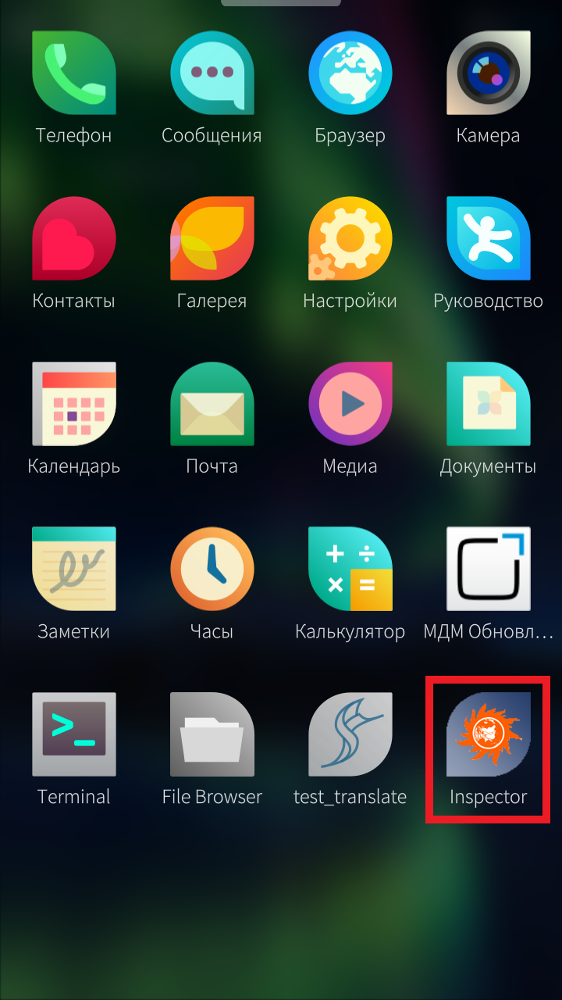 Телефон
Сообщения
Браузер
Камера
Контакты
Галерея
Настройки
Руководство
Календарь
Почта
Медиа
Документы
Заметки
Часы
Калькулятор
МДМ Обновл...
Terminal
File Browser
test_translate
Inspector